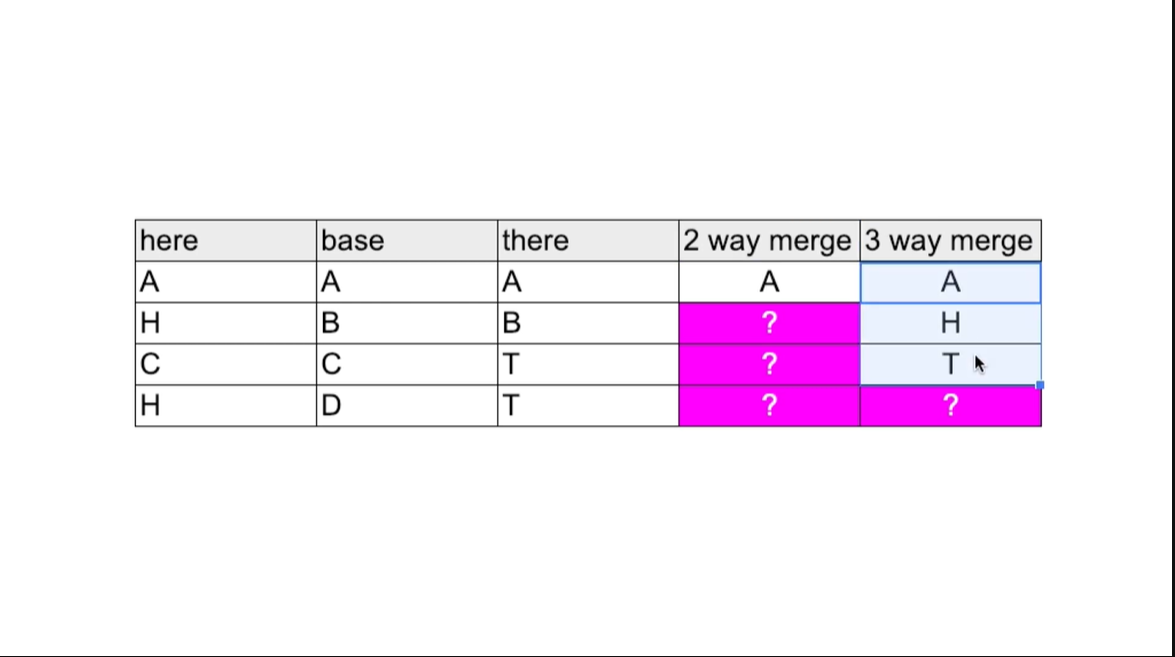 here base there 2 way merge 3 way merge
A A A A A
H B B ? H
C C T ? T
H D T ? ?